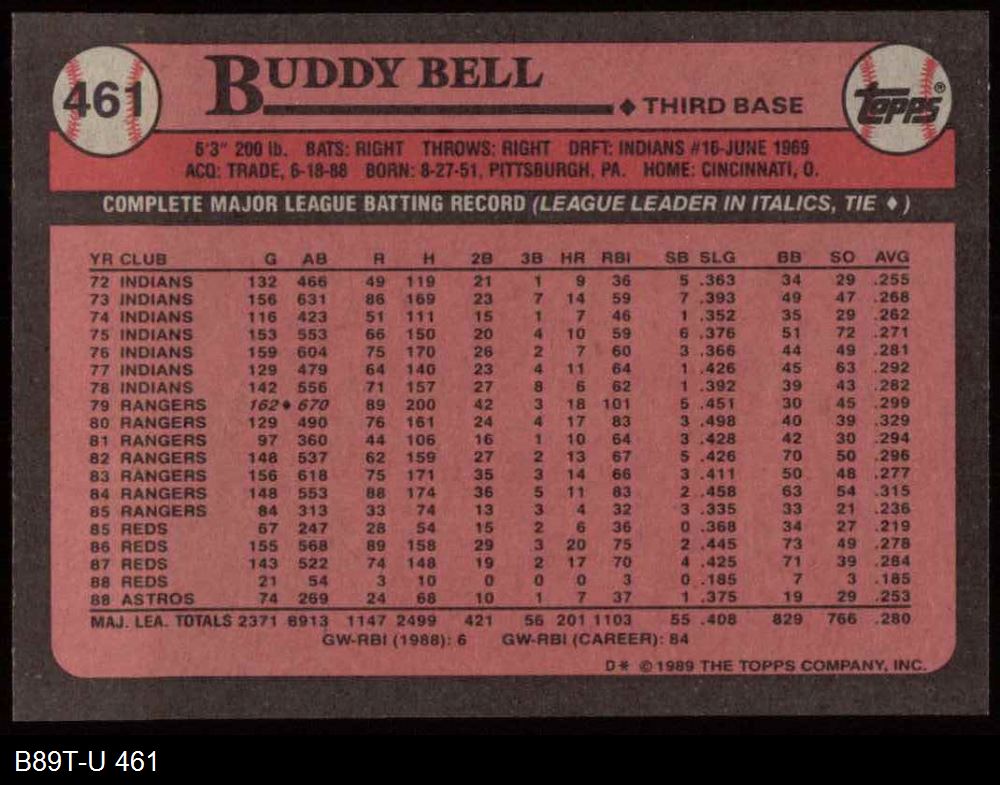 461
BUDDY BELL
♦ THIRD BASE
TOPPS®
6'3" 200 lb. BATS: RIGHT THROWS: RIGHT DRFT: INDIANS #16-JUNE 1969
ACQ: TRADE, 6-18-88 BORN: 8-27-51, PITTSBURGH, PA. HOME: CINCINNATI, O.
COMPLETE MAJOR LEAGUE BATTING RECORD (LEAGUE LEADER IN ITALICS, TIE ♦)
YR CLUB G AB R H 2B 3B HR RBI SB SLG BB SO AVG
72 INDIANS 132 466 49 119 21 1 9 36 5 .363 34 29 .255
73 INDIANS 156 631 86 169 23 7 14 59 7 .393 49 47 .268
74 INDIANS 116 423 51 111 15 1 7 46 1 .352 35 29 .262
75 INDIANS 153 553 66 150 20 4 10 59 6 .376 51 72 .271
76 INDIANS 159 604 75 170 26 2 7 60 3 .366 44 49 .281
77 INDIANS 129 479 64 140 23 4 11 64 1 .426 45 63 .292
78 INDIANS 142 556 71 157 27 8 6 62 1 .392 39 43 .282
79 RANGERS 162♦ 670 89 200 42 3 18 101 5 .451 30 45 .299
80 RANGERS 129 490 76 161 24 4 17 83 3 .498 40 39 .329
81 RANGERS 97 360 44 106 16 1 10 64 3 .428 42 30 .294
82 RANGERS 148 537 62 159 27 2 13 67 5 .426 70 50 .296
83 RANGERS 156 618 75 171 35 3 14 66 3 .411 50 48 .277
84 RANGERS 148 553 88 174 36 5 11 83 2 .458 63 54 .315
85 RANGERS 84 313 33 74 13 3 4 32 3 .335 33 21 .236
85 REDS 67 247 28 54 15 2 6 36 0 .368 34 27 .219
86 REDS 155 568 89 158 29 3 20 75 2 .445 73 49 .278
87 REDS 143 522 74 148 19 2 17 70 4 .425 71 39 .284
88 REDS 21 54 3 10 0 0 0 3 0 .185 7 3 .185
88 ASTROS 74 269 24 68 10 1 7 37 1 .375 19 29 .253
MAJ. LEA. TOTALS 2371 8913 1147 2499 421 56 201 1103 55 .408 829 766 .280
GW-RBI (1988): 6 GW-RBI (CAREER): 84
D* © 1989 THE TOPPS COMPANY, INC.
B89T-U 461